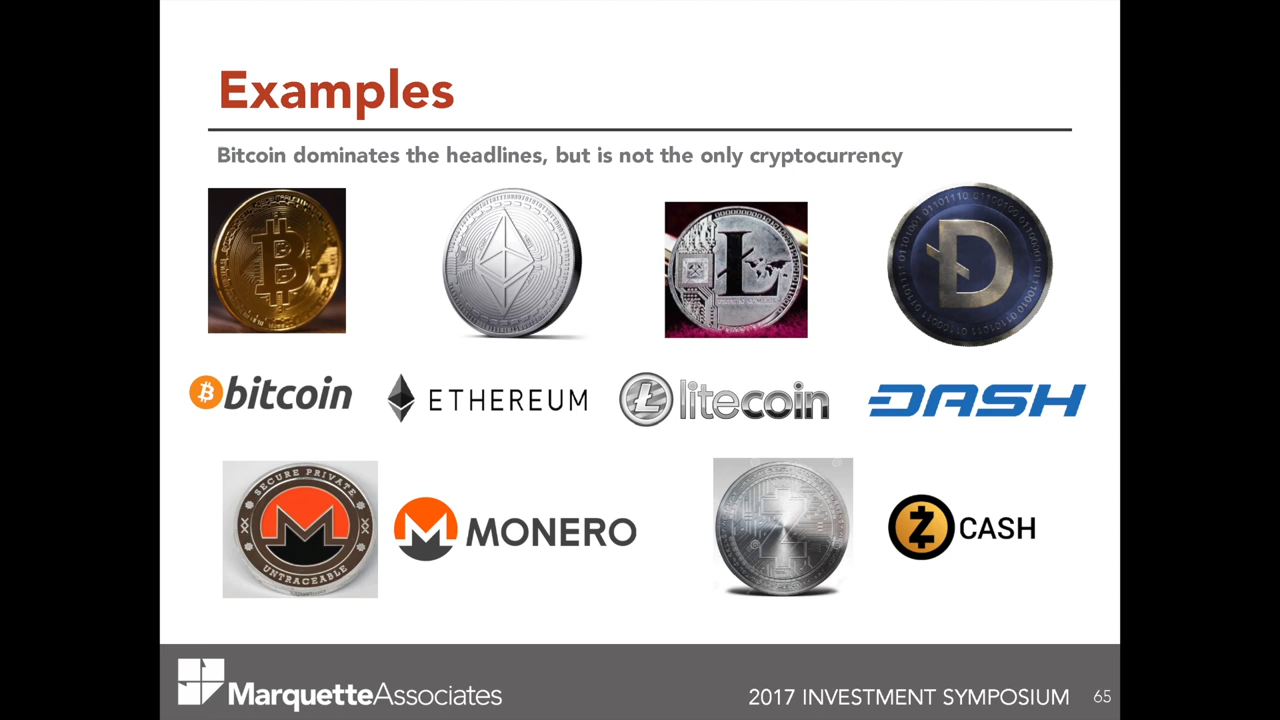 Examples
Bitcoin dominates the headlines, but is not the only cryptocurrency
bitcoin
ETHEREUM
litecoin
DASH
SECURE PRIVATE
UNTRACEABLE
MONERO
CASH
MarquetteAssociates
2017 INVESTMENT SYMPOSIUM 65